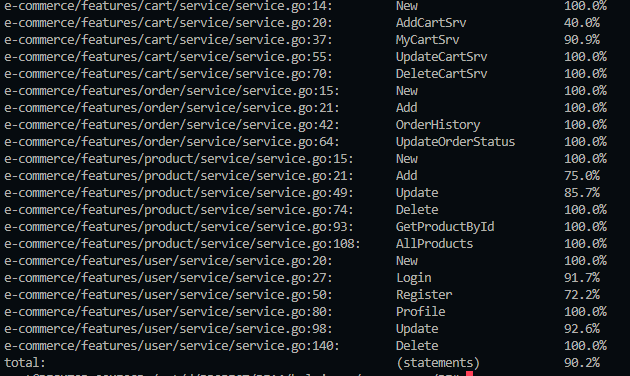 e-commerce/features/cart/service/service.go:14: New 100.0%
e-commerce/features/cart/service/service.go:20: AddCartSrv 40.0%
e-commerce/features/cart/service/service.go:37: MyCartSrv 90.9%
e-commerce/features/cart/service/service.go:55: UpdateCartSrv 100.0%
e-commerce/features/cart/service/service.go:70: DeleteCartSrv 100.0%
e-commerce/features/order/service/service.go:15: New 100.0%
e-commerce/features/order/service/service.go:21: Add 100.0%
e-commerce/features/order/service/service.go:42: OrderHistory 100.0%
e-commerce/features/order/service/service.go:64: UpdateOrderStatus 100.0%
e-commerce/features/product/service/service.go:15: New 100.0%
e-commerce/features/product/service/service.go:21: Add 75.0%
e-commerce/features/product/service/service.go:49: Update 85.7%
e-commerce/features/product/service/service.go:74: Delete 100.0%
e-commerce/features/product/service/service.go:93: GetProductById 100.0%
e-commerce/features/product/service/service.go:108: AllProducts 100.0%
e-commerce/features/user/service/service.go:20: New 100.0%
e-commerce/features/user/service/service.go:27: Login 91.7%
e-commerce/features/user/service/service.go:50: Register 72.2%
e-commerce/features/user/service/service.go:80: Profile 100.0%
e-commerce/features/user/service/service.go:98: Update 92.6%
e-commerce/features/user/service/service.go:140: Delete 100.0%
total: (statements) 90.2%